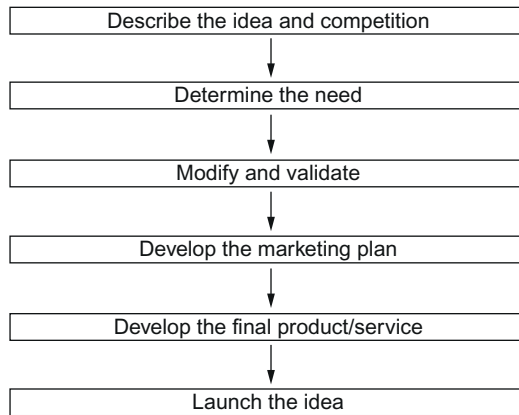 Describe the idea and competition
Determine the need
Modify and validate
Develop the marketing plan
Develop the final product/service
Launch the idea